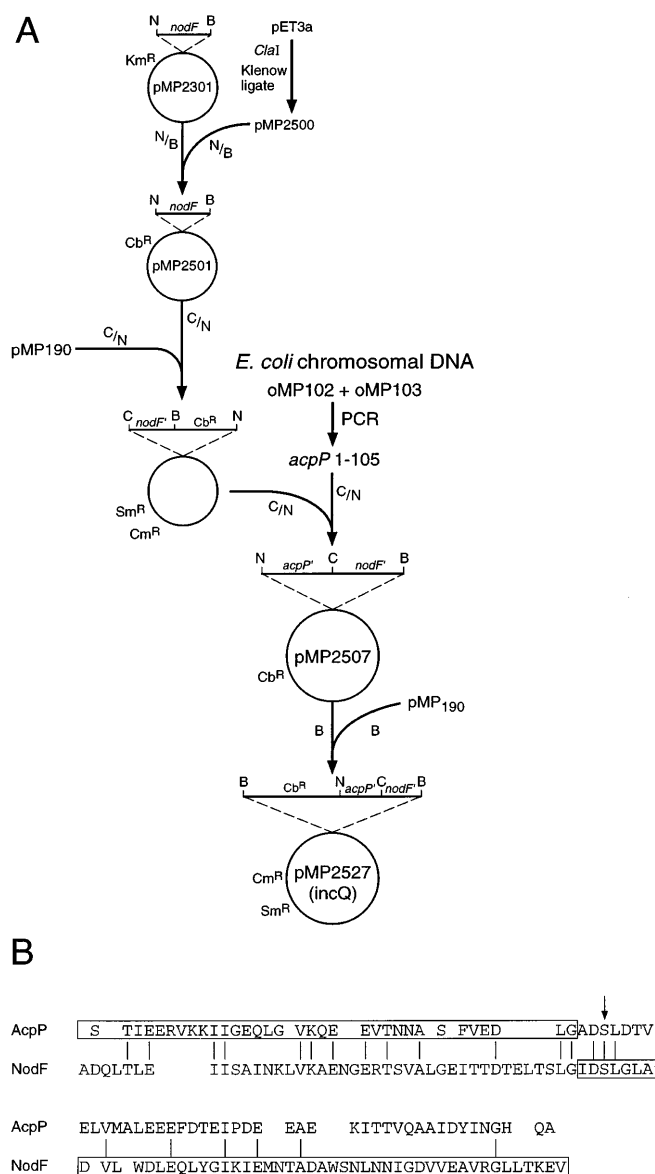 A
N nodF B
pET3a
KmR
ClaI
Klenow
ligate
pMP2301
pMP2500
N/B
N/B
N nodF B
CbR
pMP2501
C/N
C/N
pMP190
E. coli chromosomal DNA
oMP102 + oMP103
PCR
C nodF' B CbR N
acpP 1-105
C/N
C/N
SmR
CmR
N acpP' C nodF' B
pMP2507
CbR
pMP190
B B
B CbR N acpP' C nodF' B
pMP2527
(incQ)
CmR
SmR
B
AcpP S TIEERVKKIIGEQLG VKQE EVTNNA S FVED LGADSLDTV
NodF ADQLTLE IISAINKLVKAENGERTSVALGEITTDTELTSLGIDSLGLA
AcpP ELVMALEEEFDTEIPDE EAE KITTVQAAIDYINGH QA
NodF D VL WDLEQLYGIKIEMNTADAWSNLNNIGDVVEAVRGLLTKEV